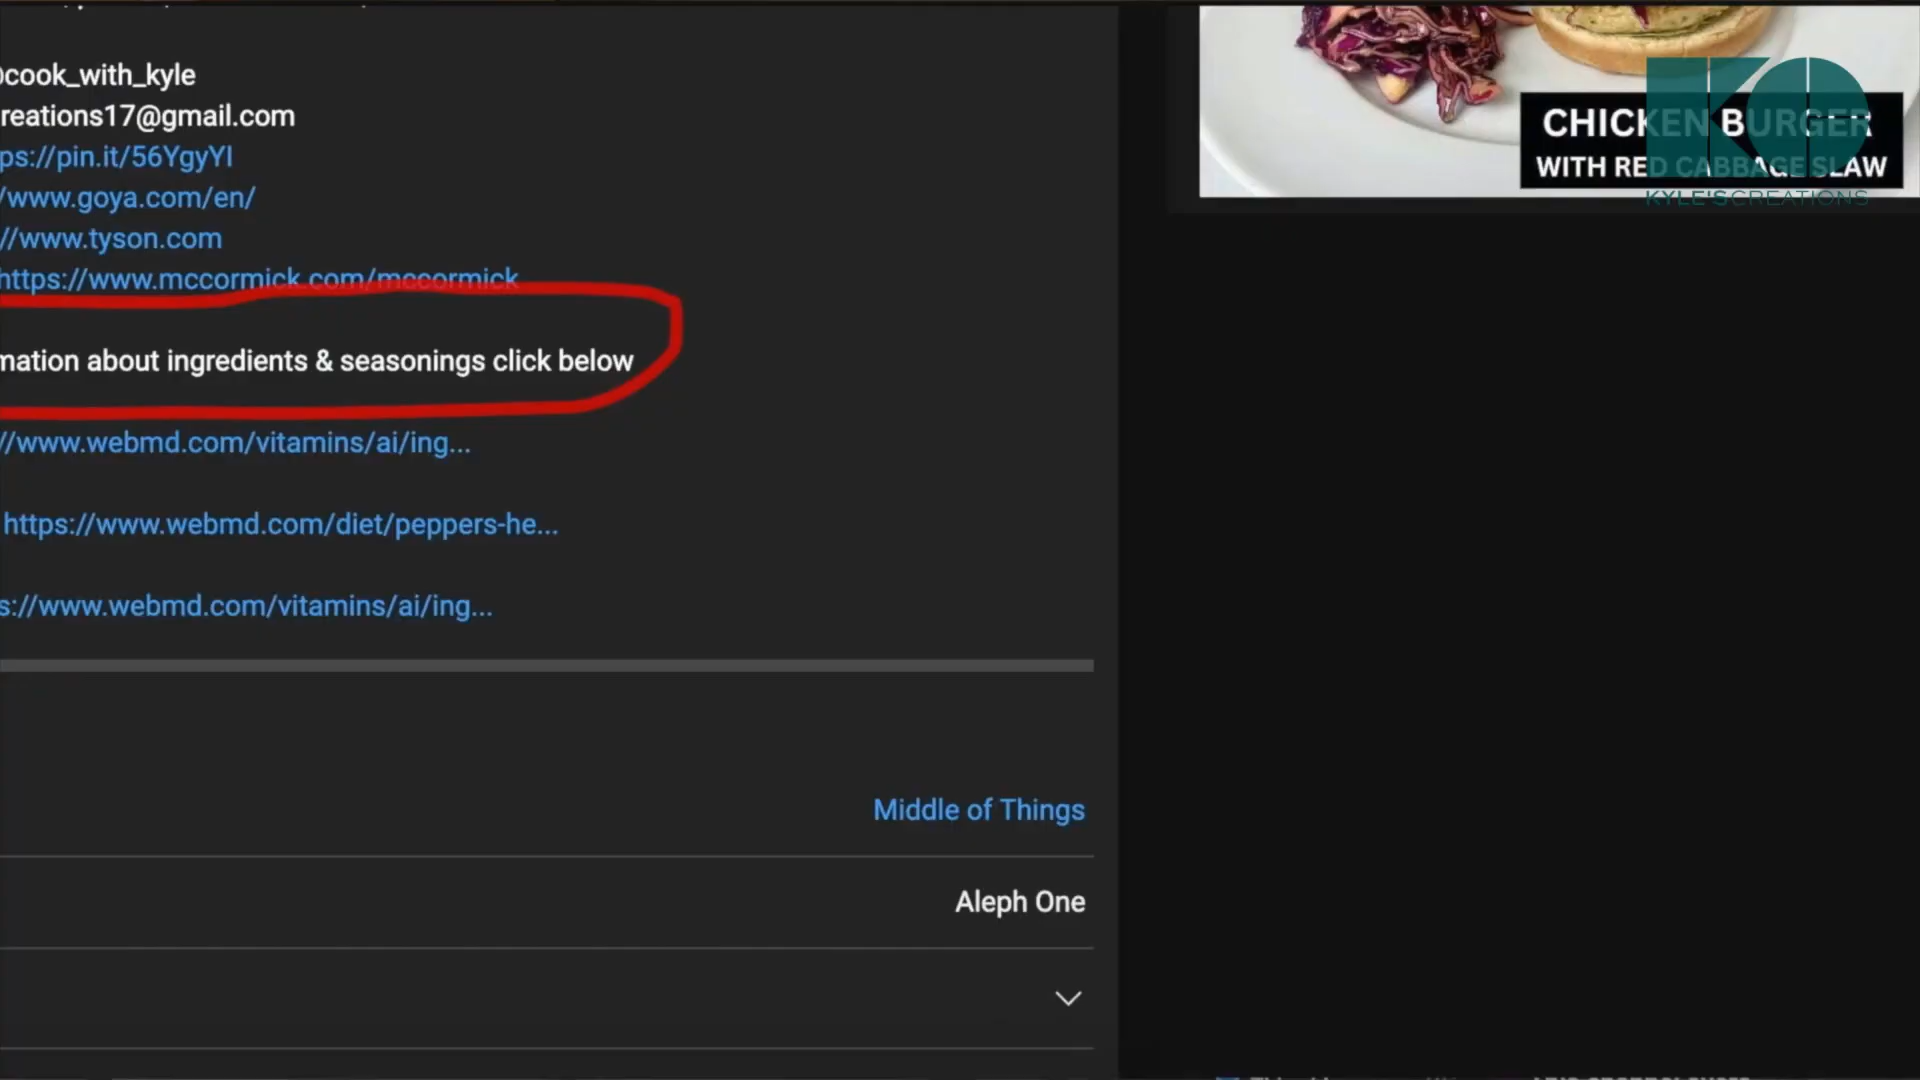 cook_with_kyle
reations17@gmail.com
ps://pin.it/56YgyYl
/www.goya.com/en/
//www.tyson.com
https://www.mccormick.com/mccormick
mation about ingredients & seasonings click below
//www.webmd.com/vitamins/ai/ing...
https://www.webmd.com/diet/peppers-he...
s://www.webmd.com/vitamins/ai/ing...
Middle of Things
Aleph One
CHICKEN BURGER
WITH RED CABBAGE SLAW
KYLE'S CREATIONS